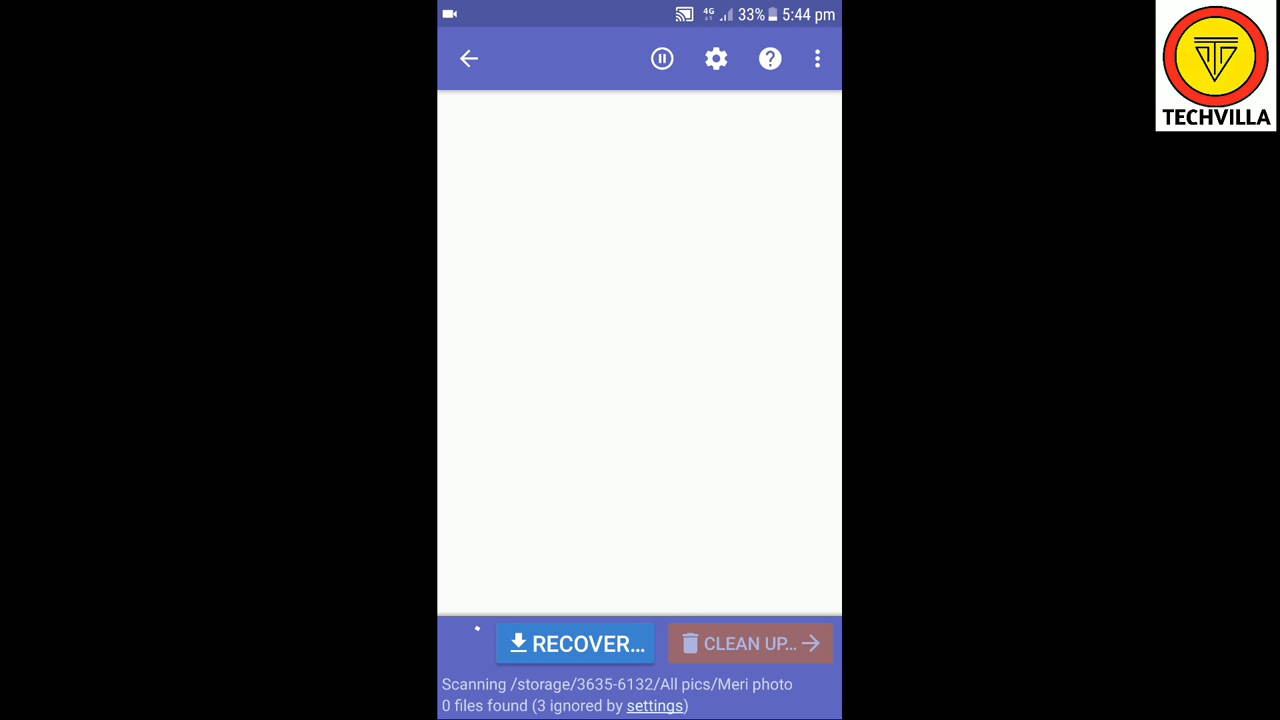 4G 33% 5:44 pm
TECHVILLA
RECOVER... CLEAN UP...
Scanning /storage/3635-6132/All pics/Meri photo
0 files found (3 ignored by settings)